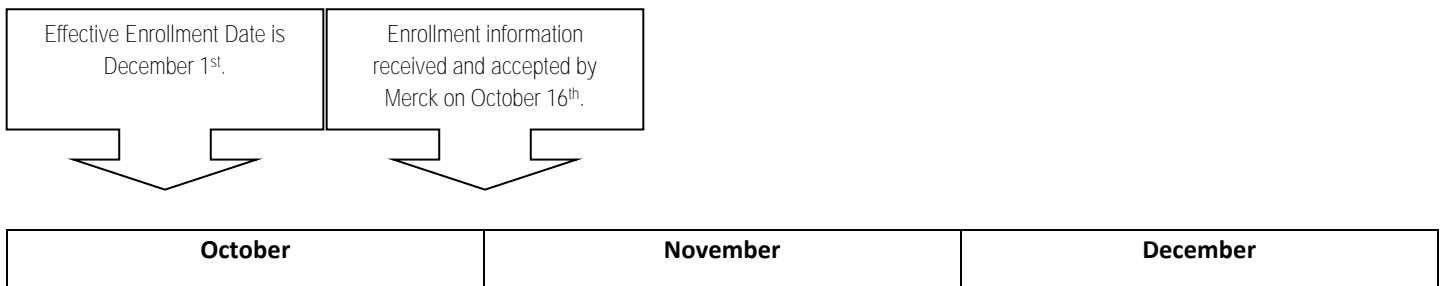 Effective Enrollment Date is
December 1st.
Enrollment information
received and accepted by
Merck on October 16th.
October November December